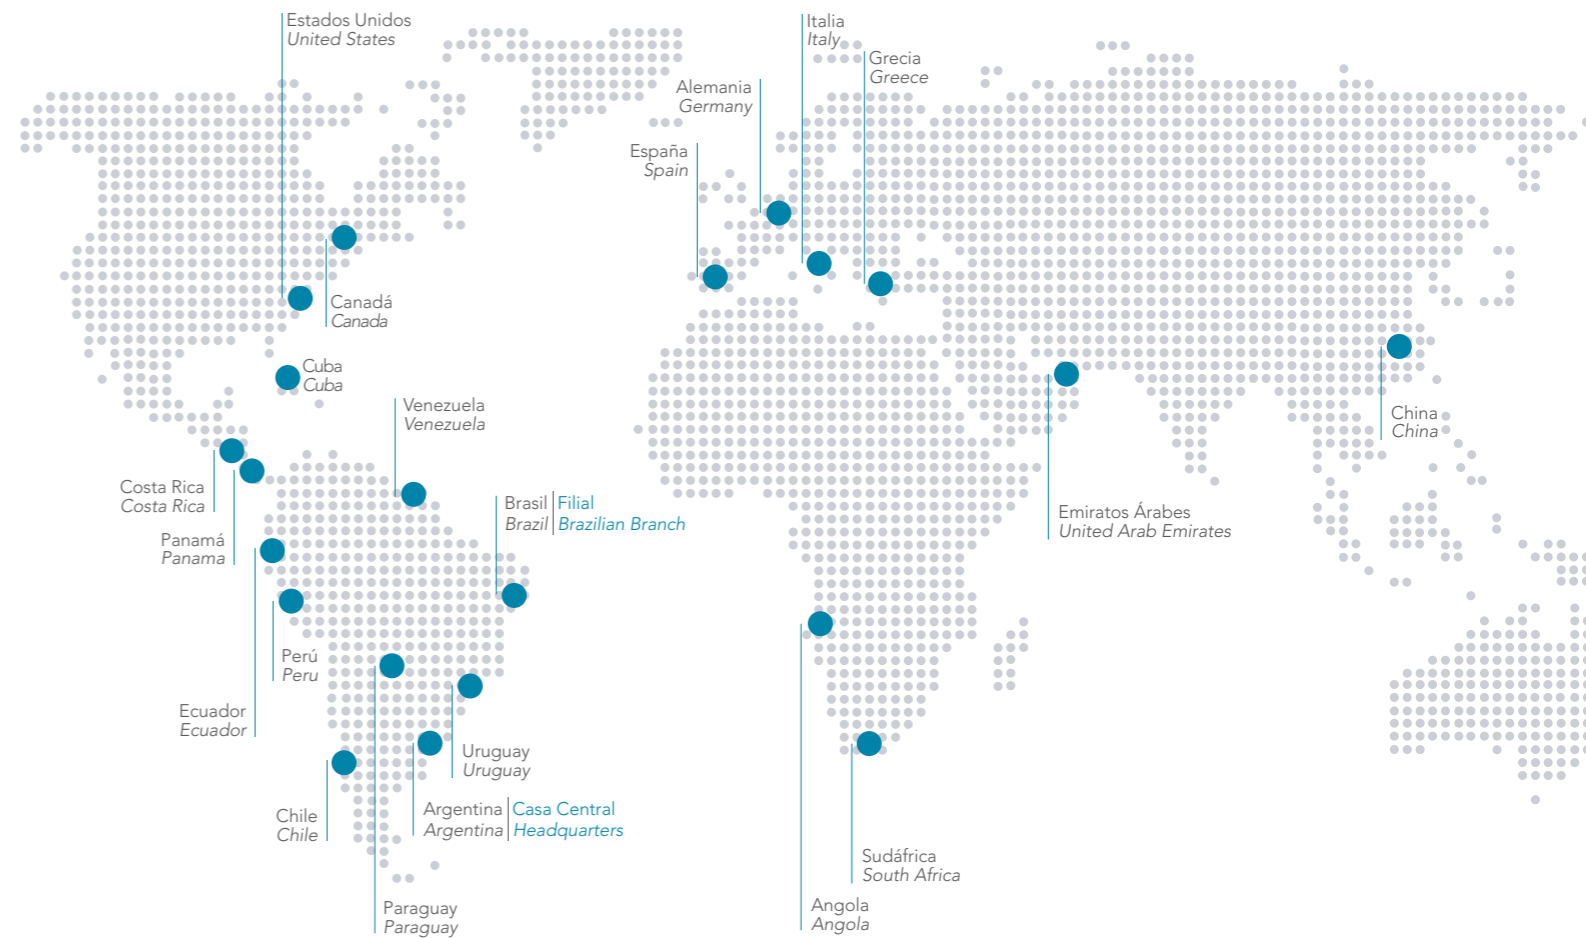 Estados Unidos
United States
Italia
Italy
Grecia
Greece
Alemania
Germany
España
Spain
Canadá
Canada
Cuba
Cuba
Venezuela
Venezuela
China
China
Costa Rica
Costa Rica
Brasil | Filial
Brazil | Brazilian Branch
Emiratos Árabes
United Arab Emirates
Panamá
Panama
Perú
Peru
Ecuador
Ecuador
Uruguay
Uruguay
Argentina | Casa Central
Argentina | Headquarters
Chile
Chile
Sudáfrica
South Africa
Paraguay
Paraguay
Angola
Angola